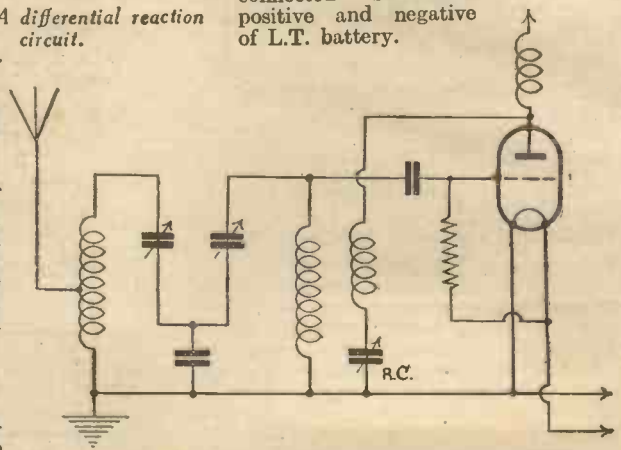 A differential reaction
circuit.
positive and negative
of L.T. battery.
R.C.